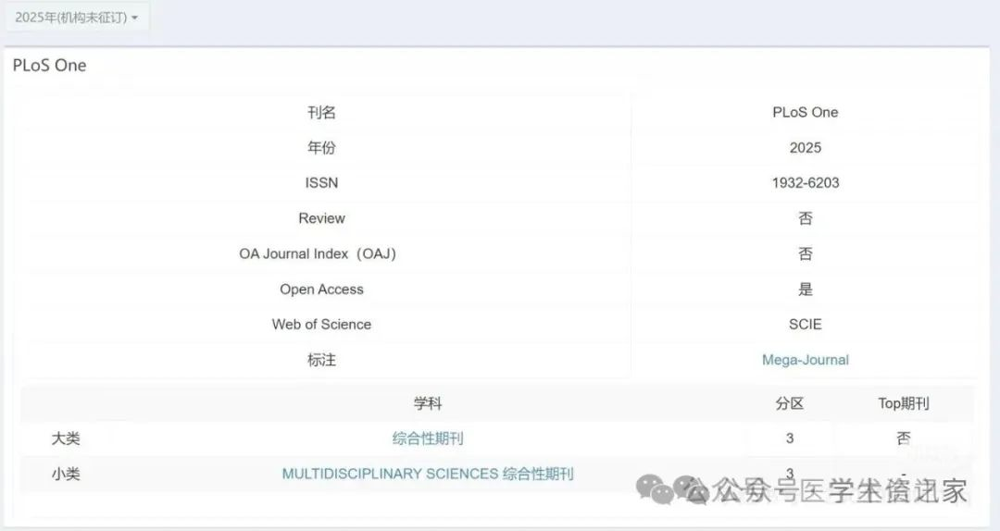 2025年(机构未征订)
PLoS One
刊名 PLoS One
年份 2025
ISSN 1932-6203
Review 否
OA Journal Index（OAJ） 否
Open Access 是
Web of Science SCIE
标注 Mega-Journal
学科 分区 Top期刊
大类 综合性期刊 3 否
小类 MULTIDISCIPLINARY SCIENCES 综合性期刊 3 -
公众号医学术资讯家